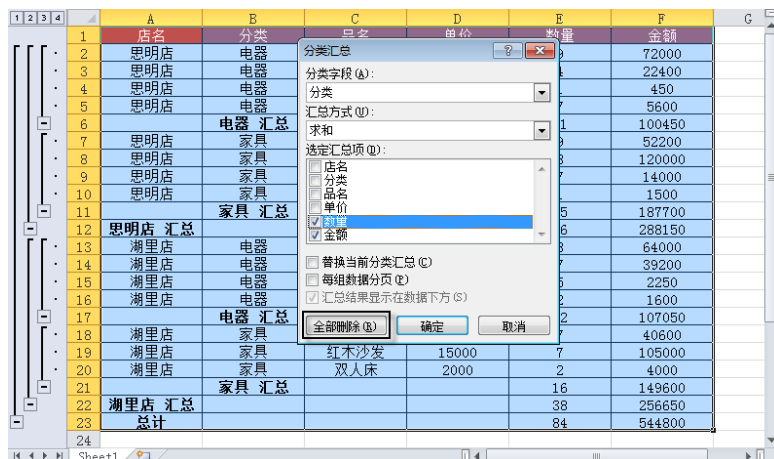 1 2 3 4 A B C D E F G
1 店名 分类 品名 单价 数量 金额
2 思明店 电器 72000
3 思明店 电器 22400
4 思明店 电器 450
5 思明店 电器 5600
6 电器 汇总 100450
7 思明店 家具 52200
8 思明店 家具 120000
9 思明店 家具 14000
10 思明店 家具 1500
11 家具 汇总 187700
12 思明店 汇总 288150
13 湖里店 电器 64000
14 湖里店 电器 39200
15 湖里店 电器 2250
16 湖里店 电器 1600
17 电器 汇总 107050
18 湖里店 家具 40600
19 湖里店 家具 红木沙发 15000 7 105000
20 湖里店 家具 双人床 2000 2 4000
21 家具 汇总 16 149600
22 湖里店 汇总 38 256650
23 总计 84 544800
24
Sheet1
分类汇总
分类字段(A):
分类
汇总方式(U):
求和
选定汇总项(D):
店名
分类
品名
单价
数量
金额
替换当前分类汇总(C)
每组数据分页(P)
汇总结果显示在数据下方(S)
全部删除(R) 确定 取消